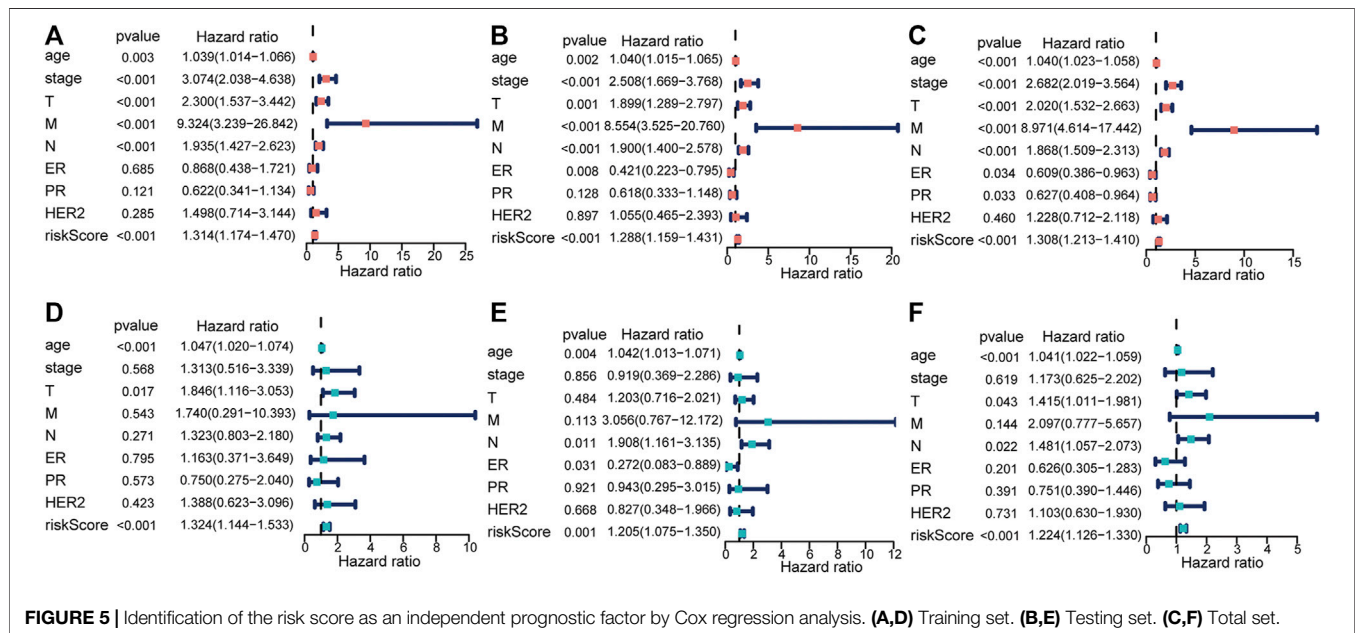 A
pvalue Hazard ratio
age 0.003 1.039(1.014−1.066)
stage <0.001 3.074(2.038−4.638)
T <0.001 2.300(1.537−3.442)
M <0.001 9.324(3.239−26.842)
N <0.001 1.935(1.427−2.623)
ER 0.685 0.868(0.438−1.721)
PR 0.121 0.622(0.341−1.134)
HER2 0.285 1.498(0.714−3.144)
riskScore <0.001 1.314(1.174−1.470)
0 5 10 15 20 25
Hazard ratio
B
pvalue Hazard ratio
age 0.002 1.040(1.015−1.065)
stage <0.001 2.508(1.669−3.768)
T 0.001 1.899(1.289−2.797)
M <0.001 8.554(3.525−20.760)
N <0.001 1.900(1.400−2.578)
ER 0.008 0.421(0.223−0.795)
PR 0.128 0.618(0.333−1.148)
HER2 0.897 1.055(0.465−2.393)
riskScore <0.001 1.288(1.159−1.431)
0 5 10 15 20
Hazard ratio
C
pvalue Hazard ratio
age <0.001 1.040(1.023−1.058)
stage <0.001 2.682(2.019−3.564)
T <0.001 2.020(1.532−2.663)
M <0.001 8.971(4.614−17.442)
N <0.001 1.868(1.509−2.313)
ER 0.034 0.609(0.386−0.963)
PR 0.033 0.627(0.408−0.964)
HER2 0.460 1.228(0.712−2.118)
riskScore <0.001 1.308(1.213−1.410)
0 5 10 15
Hazard ratio
D
pvalue Hazard ratio
age <0.001 1.047(1.020−1.074)
stage 0.568 1.313(0.516−3.339)
T 0.017 1.846(1.116−3.053)
M 0.543 1.740(0.291−10.393)
N 0.271 1.323(0.803−2.180)
ER 0.795 1.163(0.371−3.649)
PR 0.573 0.750(0.275−2.040)
HER2 0.423 1.388(0.623−3.096)
riskScore <0.001 1.324(1.144−1.533)
0 2 4 6 8 10
Hazard ratio
E
pvalue Hazard ratio
age 0.004 1.042(1.013−1.071)
stage 0.856 0.919(0.369−2.286)
T 0.484 1.203(0.716−2.021)
M 0.113 3.056(0.767−12.172)
N 0.011 1.908(1.161−3.135)
ER 0.031 0.272(0.083−0.889)
PR 0.921 0.943(0.295−3.015)
HER2 0.668 0.827(0.348−1.966)
riskScore 0.001 1.205(1.075−1.350)
0 2 4 6 8 10 12
Hazard ratio
F
pvalue Hazard ratio
age <0.001 1.041(1.022−1.059)
stage 0.619 1.173(0.625−2.202)
T 0.043 1.415(1.011−1.981)
M 0.144 2.097(0.777−5.657)
N 0.022 1.481(1.057−2.073)
ER 0.201 0.626(0.305−1.283)
PR 0.391 0.751(0.390−1.446)
HER2 0.731 1.103(0.630−1.930)
riskScore <0.001 1.224(1.126−1.330)
0 1 2 3 4 5
Hazard ratio
FIGURE 5 | Identification of the risk score as an independent prognostic factor by Cox regression analysis. (A,D) Training set. (B,E) Testing set. (C,F) Total set.